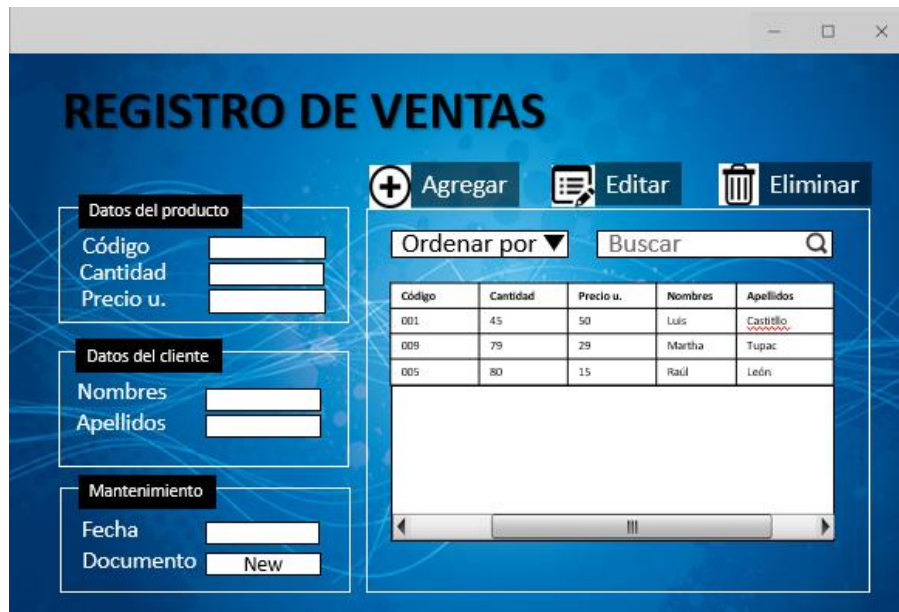 REGISTRO DE VENTAS
Agregar Editar Eliminar
Datos del producto
Código
Cantidad
Precio u.
Datos del cliente
Nombres
Apellidos
Mantenimiento
Fecha
Documento New
Ordenar por Buscar
Código Cantidad Precio u. Nombres Apellidos
001 45 50 Luis Castitllo
009 79 29 Martha Tupac
005 80 15 Raúl León